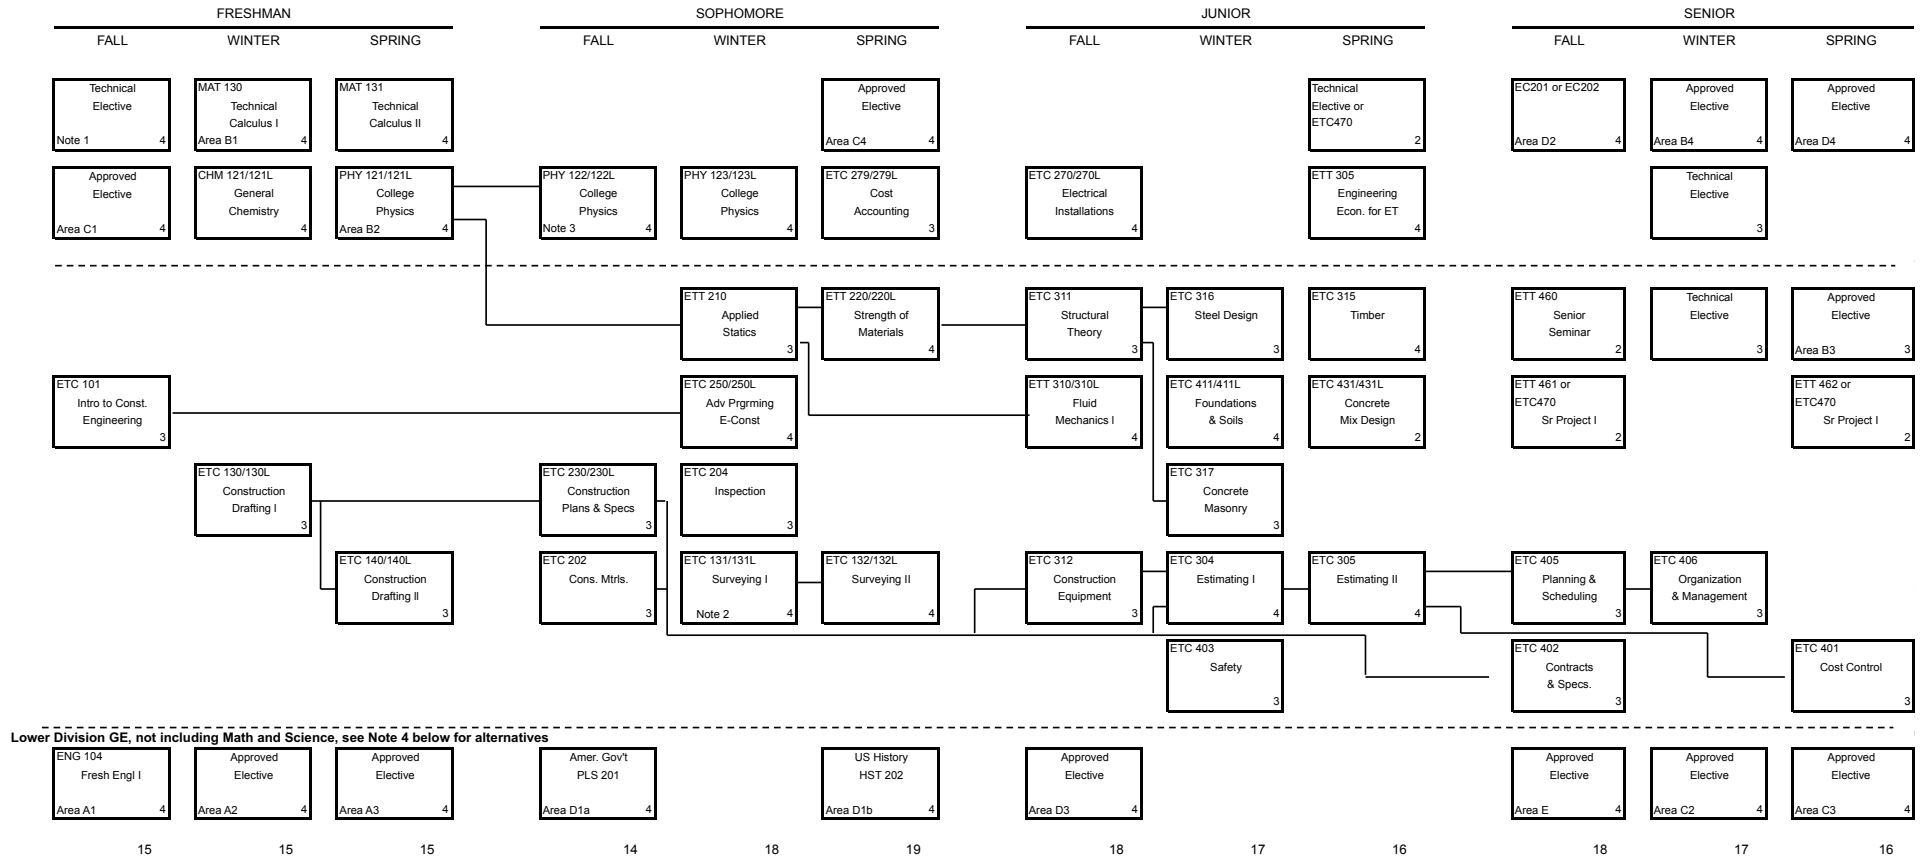 FRESHMAN
SOPHOMORE
JUNIOR
SENIOR
FALL
WINTER
SPRING
FALL
WINTER
SPRING
FALL
WINTER
SPRING
FALL
WINTER
SPRING
Technical
Elective
Note 1 4
MAT 130
Technical
Calculus I
Area B1 4
MAT 131
Technical
Calculus II
4
Approved
Elective
Area C4 4
Technical
Elective or
ETC470
2
EC201 or EC202
Area D2 4
Approved
Elective
Area B4 4
Approved
Elective
Area D4 4
Approved
Elective
Area C1 4
CHM 121/121L
General
Chemistry
4
PHY 121/121L
College
Physics
Area B2 4
PHY 122/122L
College
Physics
Note 3 4
PHY 123/123L
College
Physics
4
ETC 279/279L
Cost
Accounting
3
ETC 270/270L
Electrical
Installations
4
ETT 305
Engineering
Econ. for ET
4
Technical
Elective
3
ETT 210
Applied
Statics
3
ETT 220/220L
Strength of
Materials
4
ETC 311
Structural
Theory
3
ETC 316
Steel Design
3
ETC 315
Timber
4
ETT 460
Senior
Seminar
2
Technical
Elective
3
Approved
Elective
Area B3 3
ETC 101
Intro to Const.
Engineering
3
ETC 250/250L
Adv Prgrming
E-Const
4
ETT 310/310L
Fluid
Mechanics I
4
ETC 411/411L
Foundations
& Soils
4
ETC 431/431L
Concrete
Mix Design
2
ETT 461 or
ETC470
Sr Project I
2
ETT 462 or
ETC470
Sr Project I
2
ETC 130/130L
Construction
Drafting I
3
ETC 230/230L
Construction
Plans & Specs
3
ETC 204
Inspection
3
ETC 317
Concrete
Masonry
3
ETC 140/140L
Construction
Drafting II
3
ETC 202
Cons. Mtrls.
3
ETC 131/131L
Surveying I
Note 2 4
ETC 132/132L
Surveying II
4
ETC 312
Construction
Equipment
3
ETC 304
Estimating I
4
ETC 305
Estimating II
4
ETC 405
Planning &
Scheduling
3
ETC 406
Organization
& Management
3
ETC 403
Safety
3
ETC 402
Contracts
& Specs.
3
ETC 401
Cost Control
3
Lower Division GE, not including Math and Science, see Note 4 below for alternatives
ENG 104
Fresh Engl I
Area A1 4
Approved
Elective
Area A2 4
Approved
Elective
Area A3 4
Amer. Gov't
PLS 201
Area D1a 4
US History
HST 202
Area D1b 4
Approved
Elective
Area D3 4
Approved
Elective
Area E 4
Approved
Elective
Area C2 4
Approved
Elective
Area C3 4
15 15 15 14 18 19 18 17 16 18 17 16